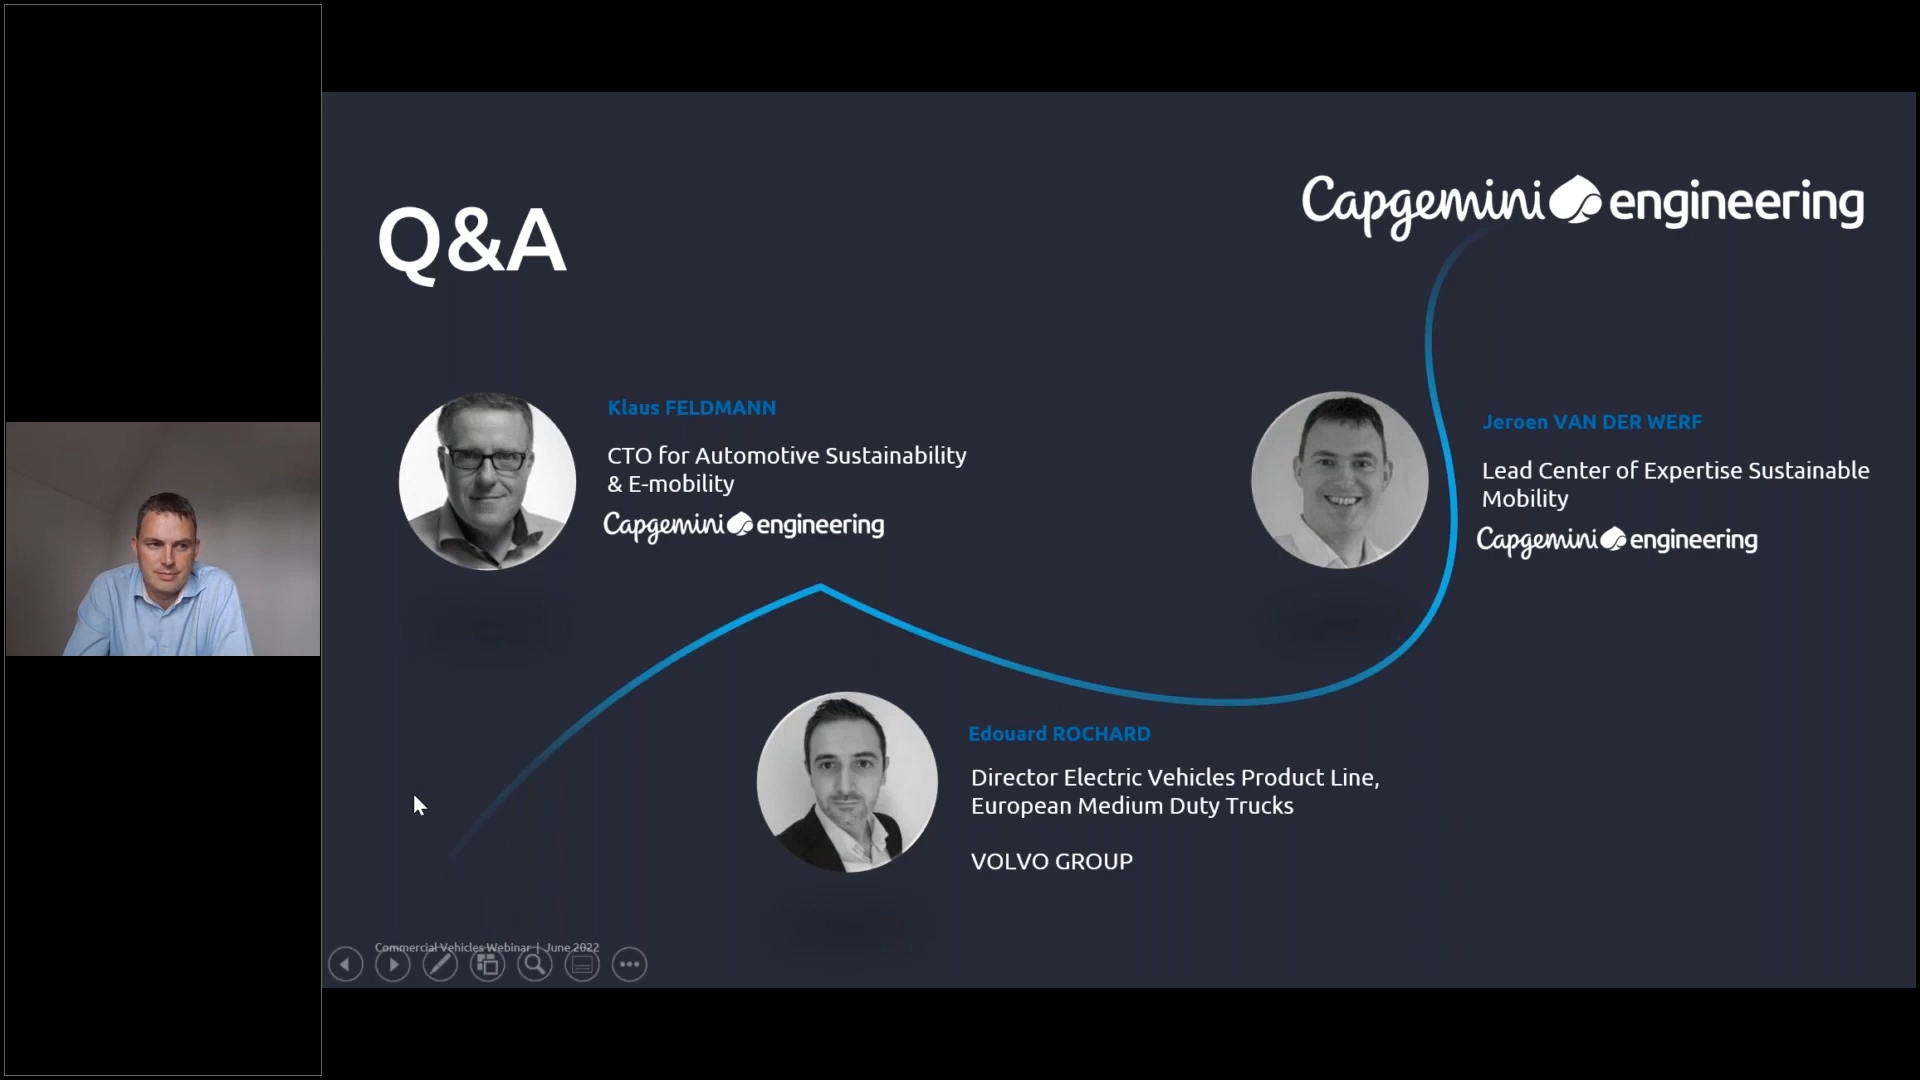 Q&A
Capgemini engineering
Klaus FELDMANN
CTO for Automotive Sustainability
& E-mobility
Capgemini engineering
Jeroen VAN DER WERF
Lead Center of Expertise Sustainable
Mobility
Capgemini engineering
Edouard ROCHARD
Director Electric Vehicles Product Line,
European Medium Duty Trucks
VOLVO GROUP
Commercial Vehicles Webinar | June 2022